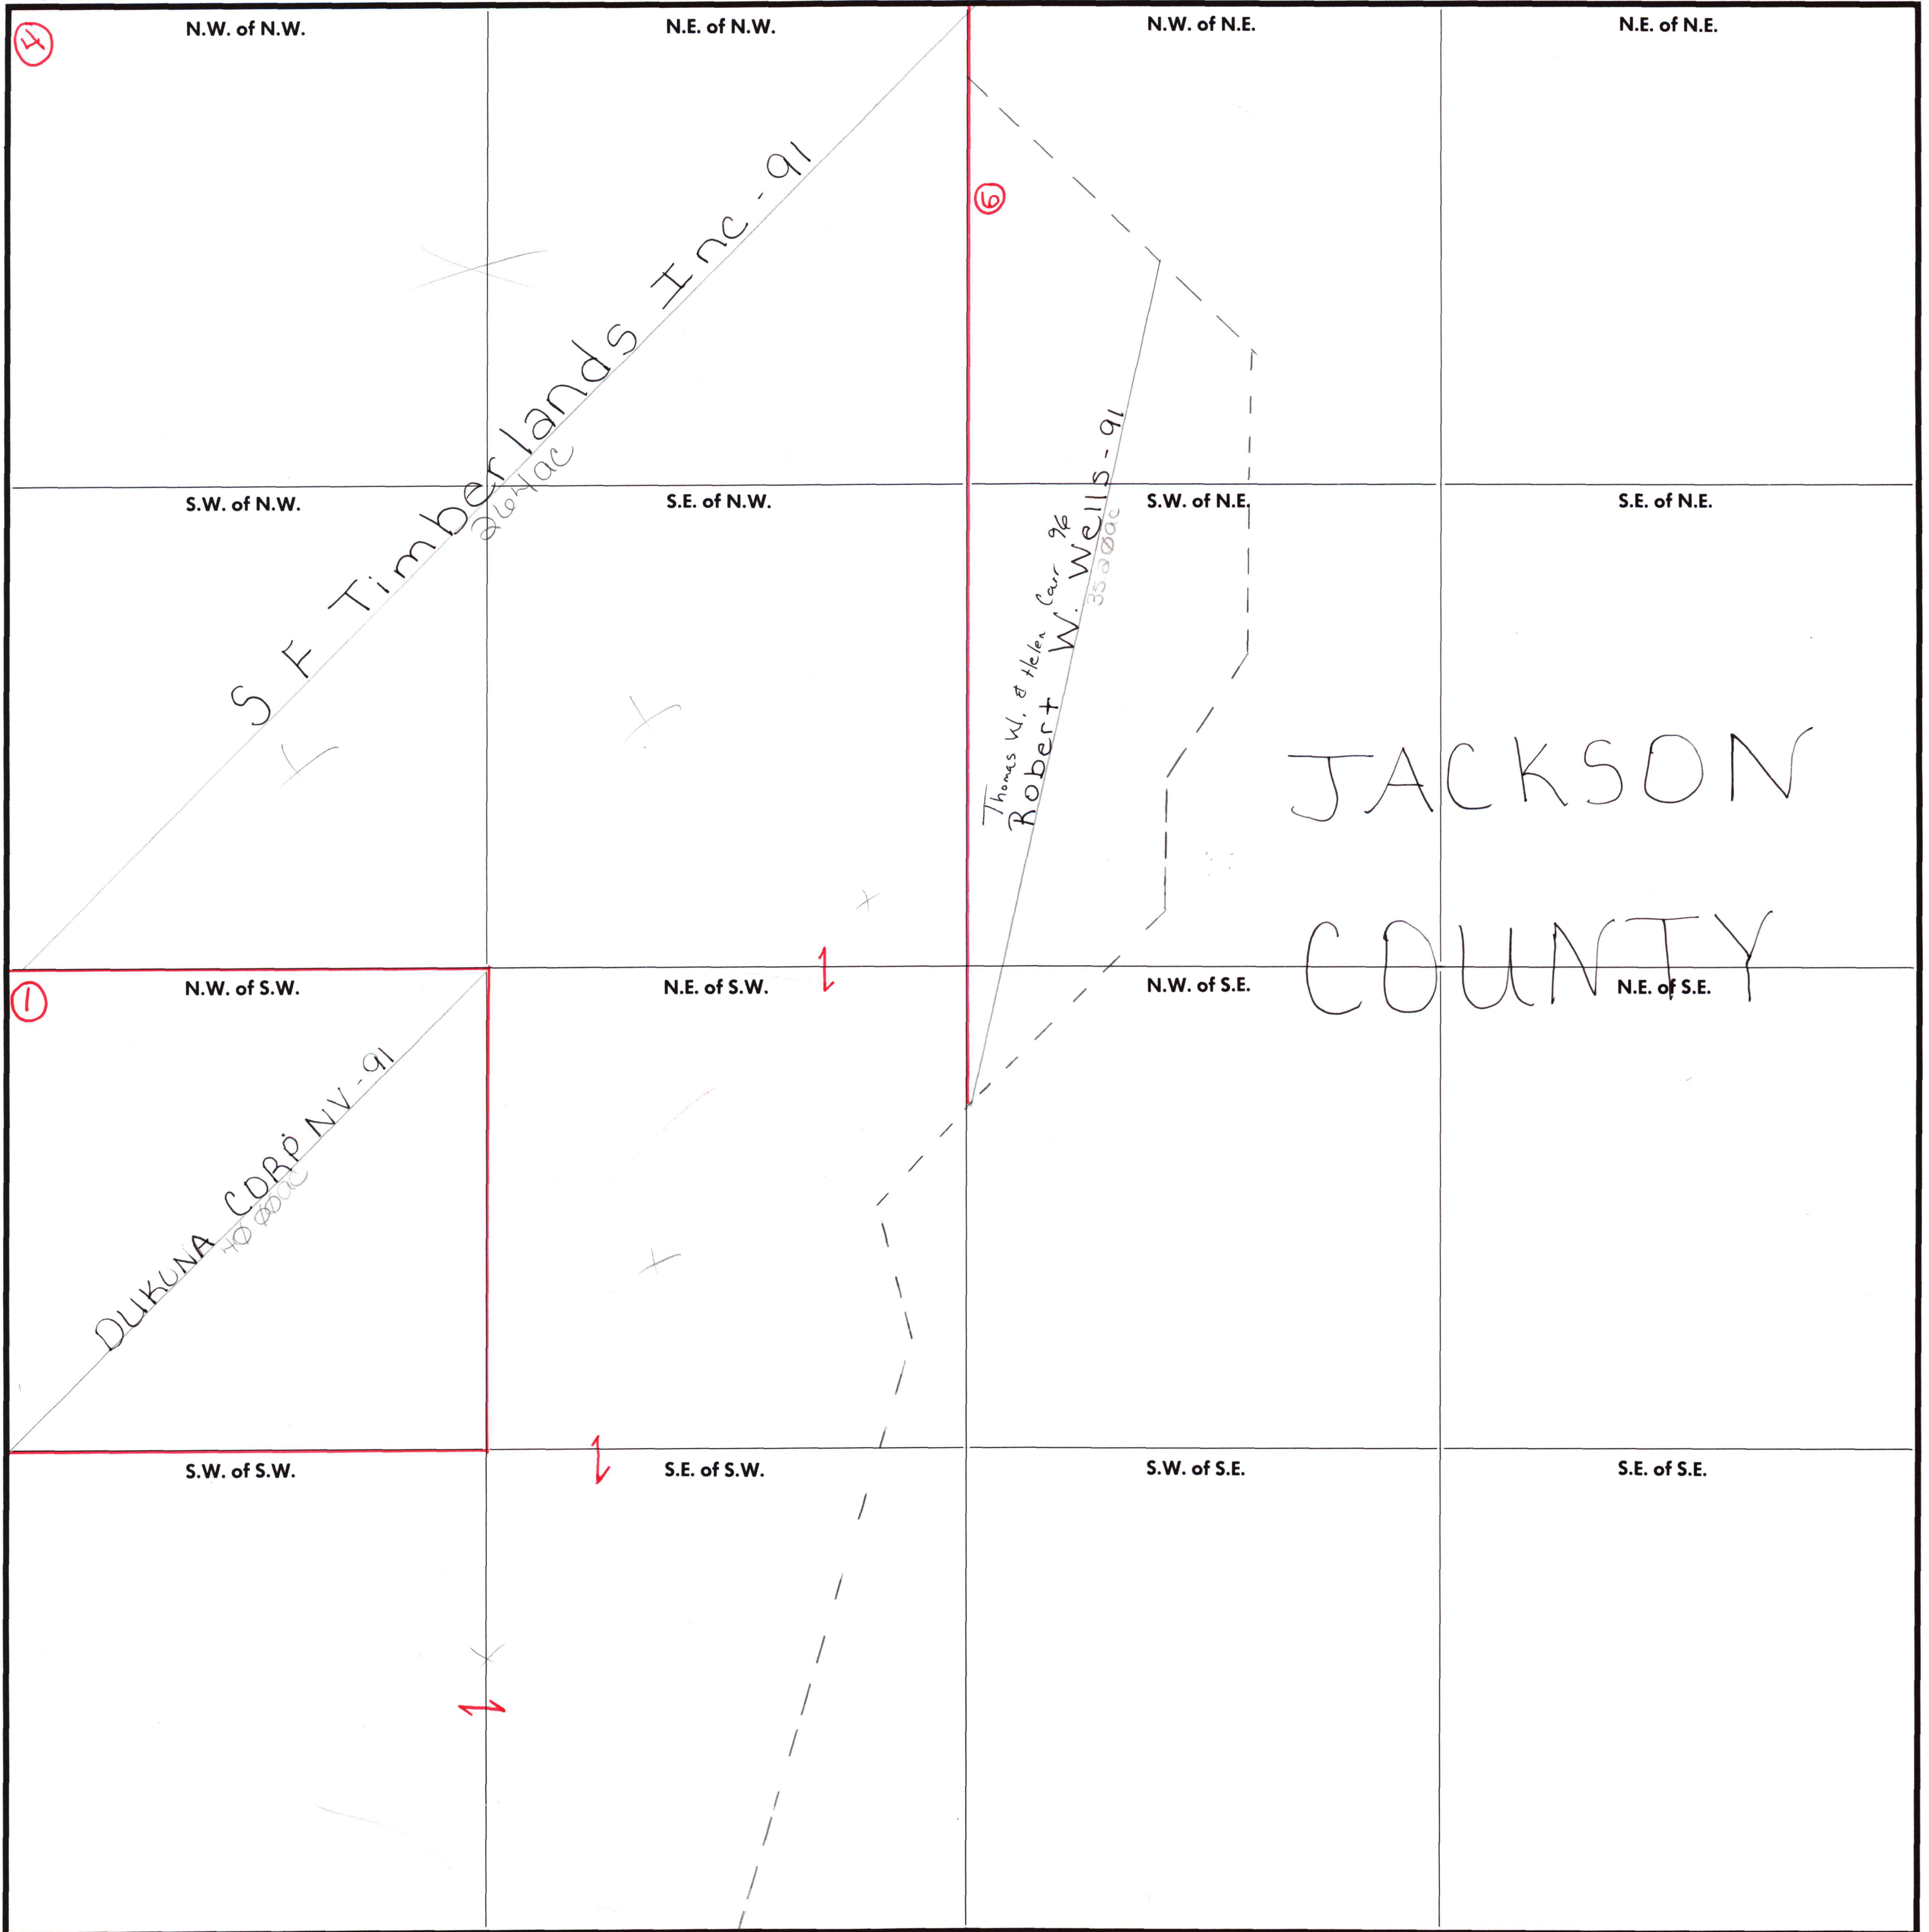 ④
N.W. of N.W.
N.E. of N.W.
N.W. of N.E.
N.E. of N.E.
S F Timberlands Inc - 91
264ac
⑥
S.W. of N.W.
S.E. of N.W.
S.W. of N.E.
S.E. of N.E.
Thomas W. & Helen Carr 96
Robert W. Wells - 91
JACKSON
COUNTY
①
N.W. of S.W.
N.E. of S.W.
N.W. of S.E.
N.E. of S.E.
DUKUNA CORP NV - 91
S.W. of S.W.
S.E. of S.W.
S.W. of S.E.
S.E. of S.E.